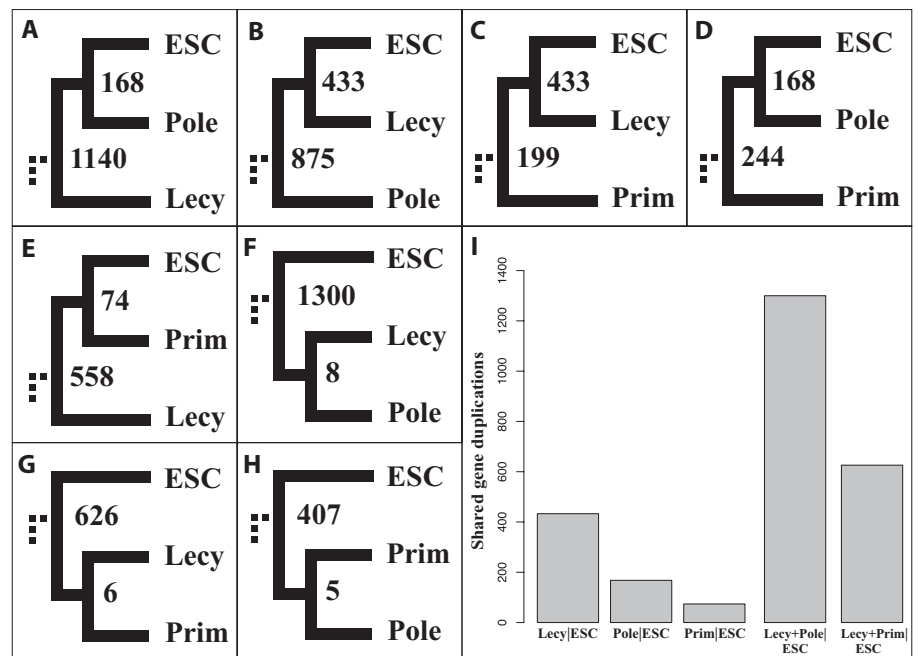 A
ESC
168
Pole
1140
Lecy
B
ESC
433
Lecy
875
Pole
C
ESC
433
Lecy
199
Prim
D
ESC
168
Pole
244
Prim
E
ESC
74
Prim
558
Lecy
F
ESC
1300
Lecy
8
Pole
G
ESC
626
Lecy
6
Prim
H
ESC
407
Prim
5
Pole
I
Shared gene duplications
1400
1200
1000
800
600
400
200
0
Lecy|ESC
Pole|ESC
Prim|ESC
Lecy+Pole|
ESC
Lecy+Prim|
ESC